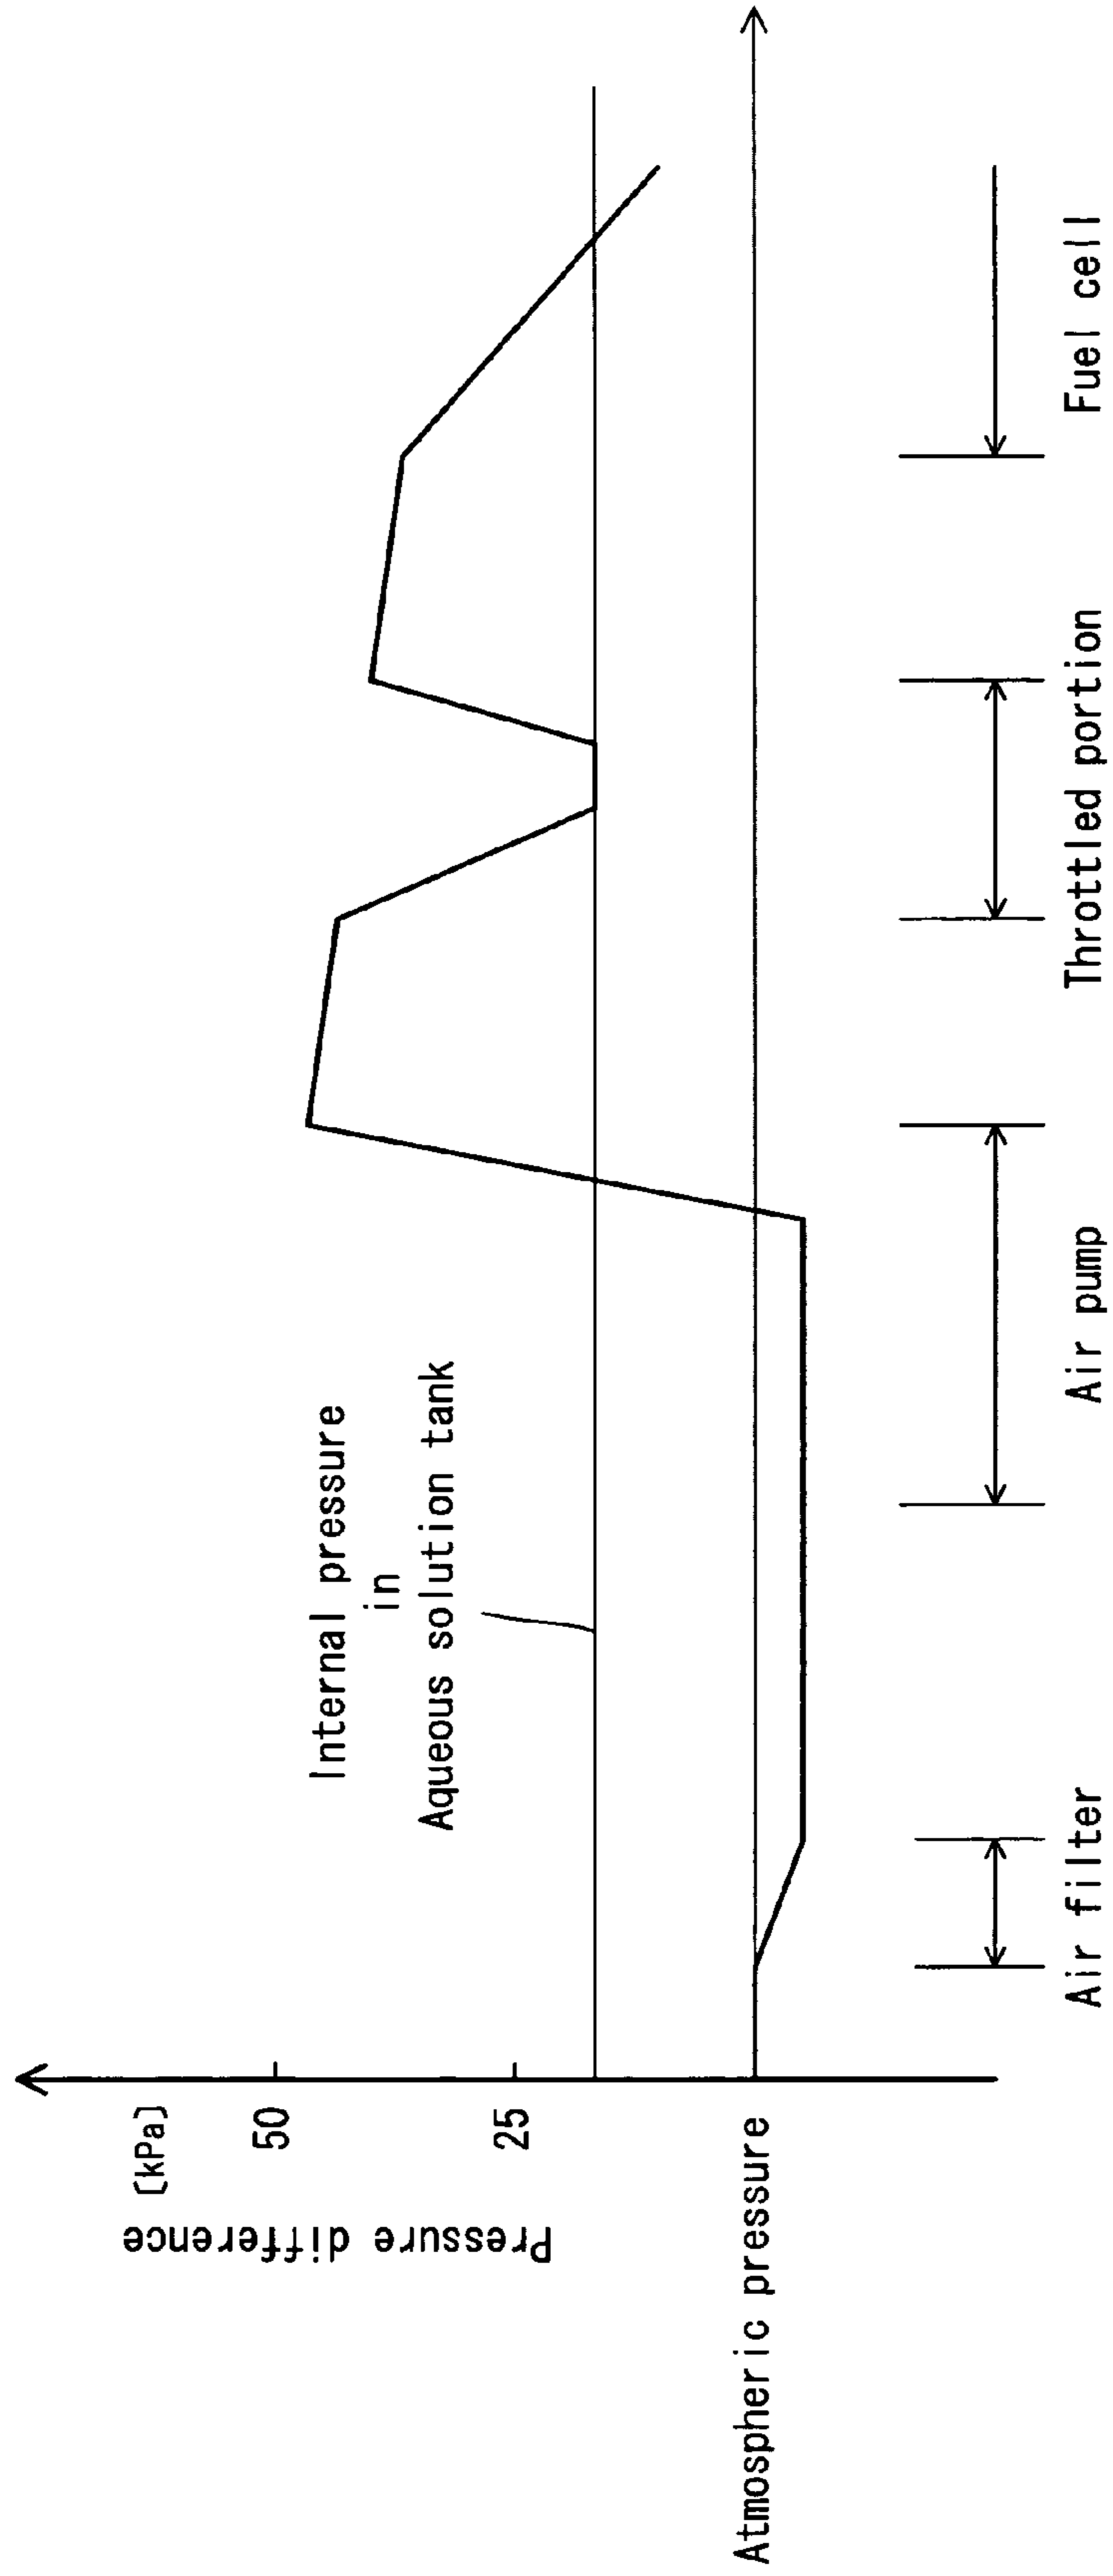 Pressure difference
[kPa]
50
25
Atmospheric pressure
Internal pressure
in
Aqueous solution tank
Air filter
Air pump
Throttled portion
Fuel cell